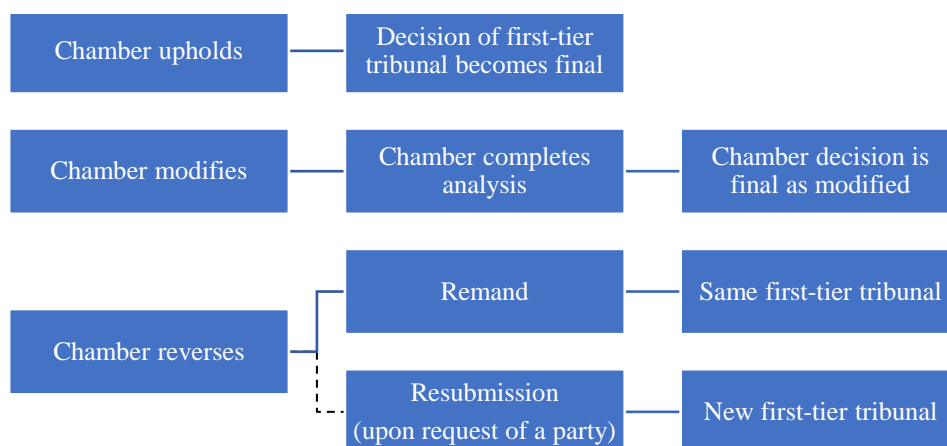 Chamber upholds
Decision of first-tier
tribunal becomes final
Chamber modifies
Chamber completes
analysis
Chamber decision is
final as modified
Chamber reverses
Remand
Same first-tier tribunal
Resubmission
(upon request of a party)
New first-tier tribunal